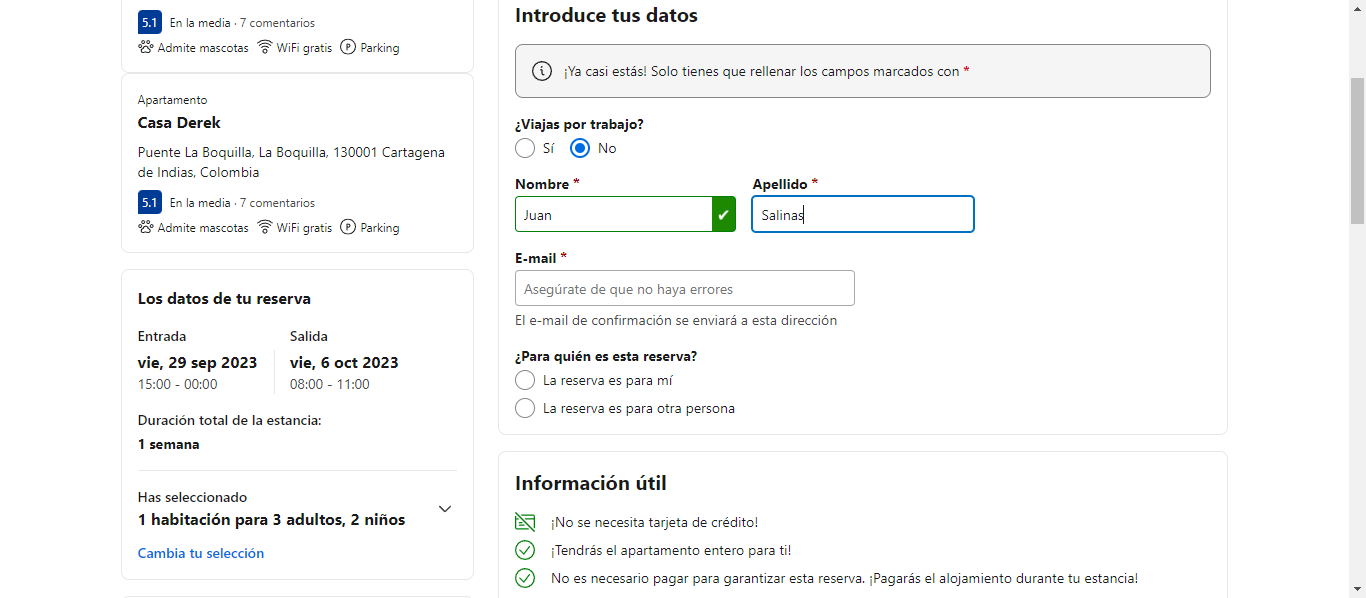 5.1 En la media · 7 comentarios
Admite mascotas WiFi gratis P Parking
Apartamento
Casa Derek
Puente La Boquilla, La Boquilla, 130001 Cartagena
de Indias, Colombia
5.1 En la media · 7 comentarios
Admite mascotas WiFi gratis P Parking
Los datos de tu reserva
Entrada Salida
vie, 29 sep 2023 vie, 6 oct 2023
15:00 - 00:00 08:00 - 11:00
Duración total de la estancia:
1 semana
Has seleccionado
1 habitación para 3 adultos, 2 niños
Cambia tu selección
Introduce tus datos
¡Ya casi estás! Solo tienes que rellenar los campos marcados con *
¿Viajas por trabajo?
Sí No
Nombre * Apellido *
Juan Salinas
E-mail *
Asegúrate de que no haya errores
El e-mail de confirmación se enviará a esta dirección
¿Para quién es esta reserva?
La reserva es para mí
La reserva es para otra persona
Información útil
¡No se necesita tarjeta de crédito!
¡Tendrás el apartamento entero para ti!
No es necesario pagar para garantizar esta reserva. ¡Pagarás el alojamiento durante tu estancia!